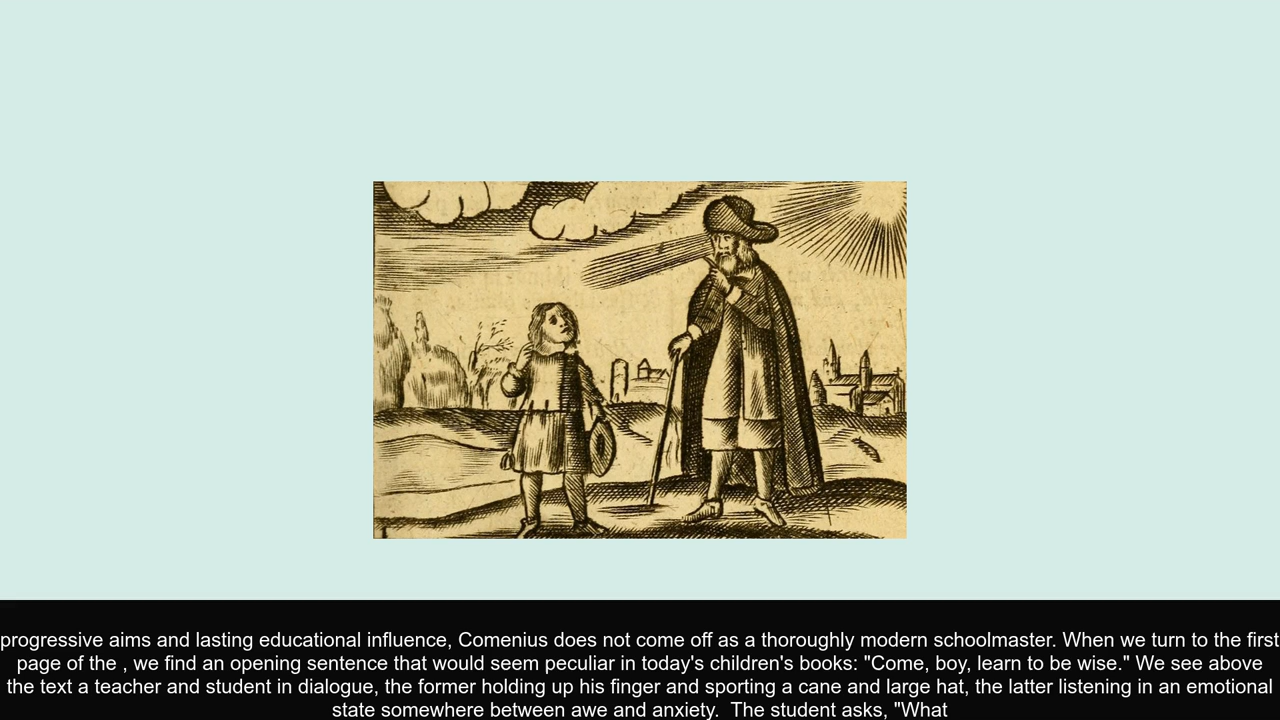 progressive aims and lasting educational influence, Comenius does not come off as a thoroughly modern schoolmaster. When we turn to the first
page of the , we find an opening sentence that would seem peculiar in today's children's books: "Come, boy, learn to be wise." We see above
the text a teacher and student in dialogue, the former holding up his finger and sporting a cane and large hat, the latter listening in an emotional
state somewhere between awe and anxiety.  The student asks, "What